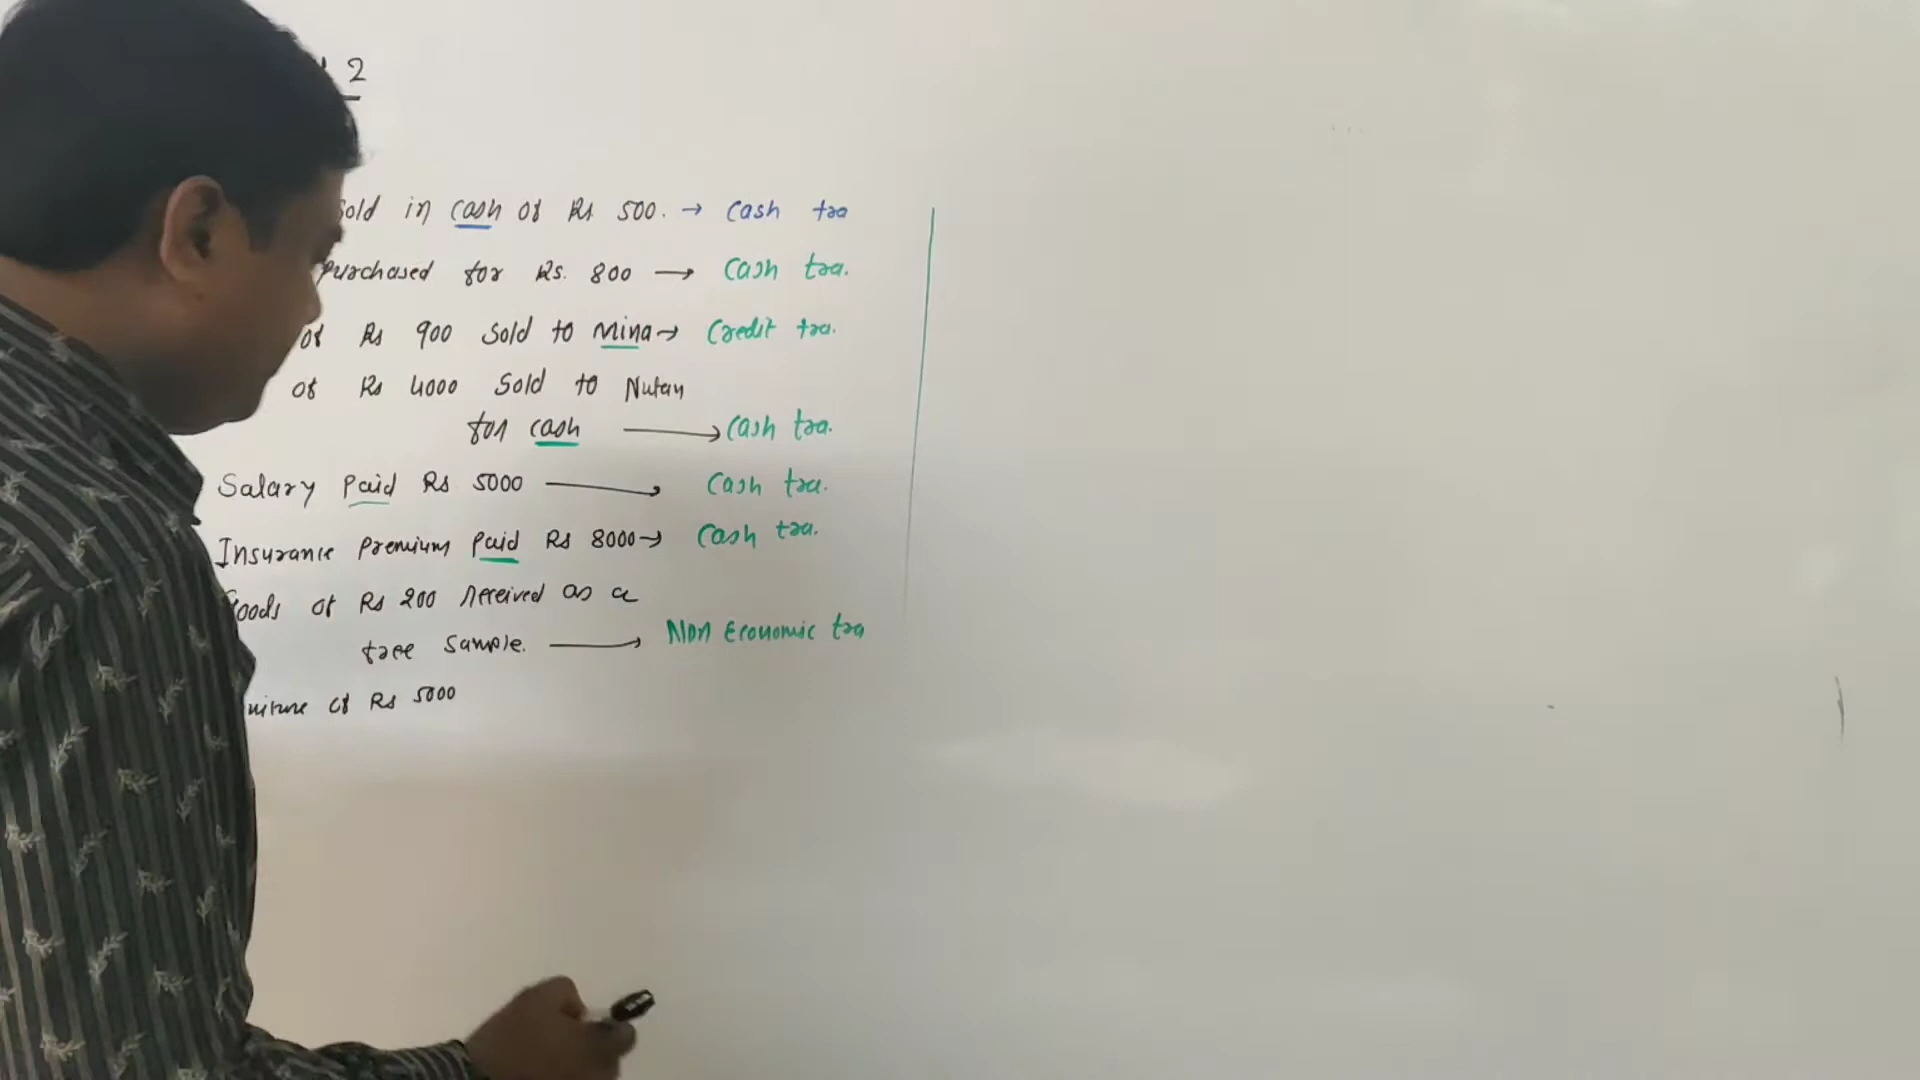 2
Sold in cash of Rs 500. → Cash tra
purchased for Rs. 800 → Cash tra.
of Rs 900 Sold to Mina → Credit tra.
of Rs 4000 Sold to Nutan
for cash → Cash tra.
Salary paid Rs 5000 → Cash tra.
Insurance premium paid Rs 8000 → Cash tra.
Goods of Rs 200 received as a
free sample. → Non Economic tra
of Rs 5000